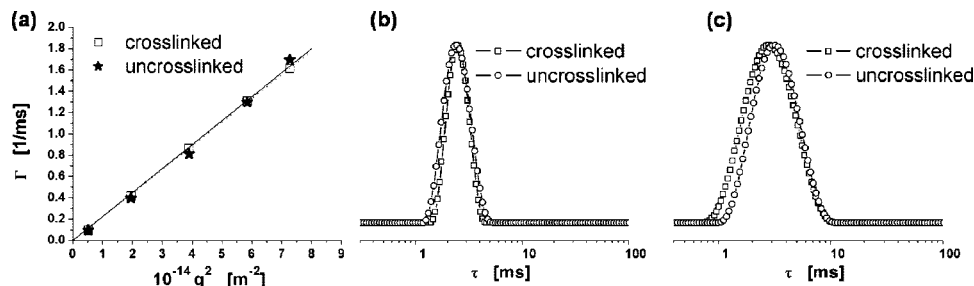 (a)
crosslinked
uncrosslinked
Γ [1/ms]
1.8
1.6
1.4
1.2
1.0
0.8
0.6
0.4
0.2
0.0
0 1 2 3 4 5 6 7 8 9
10⁻¹⁴ q² [m⁻²]
(b)
crosslinked
uncrosslinked
1 10 100
τ [ms]
(c)
crosslinked
uncrosslinked
1 10 100
τ [ms]